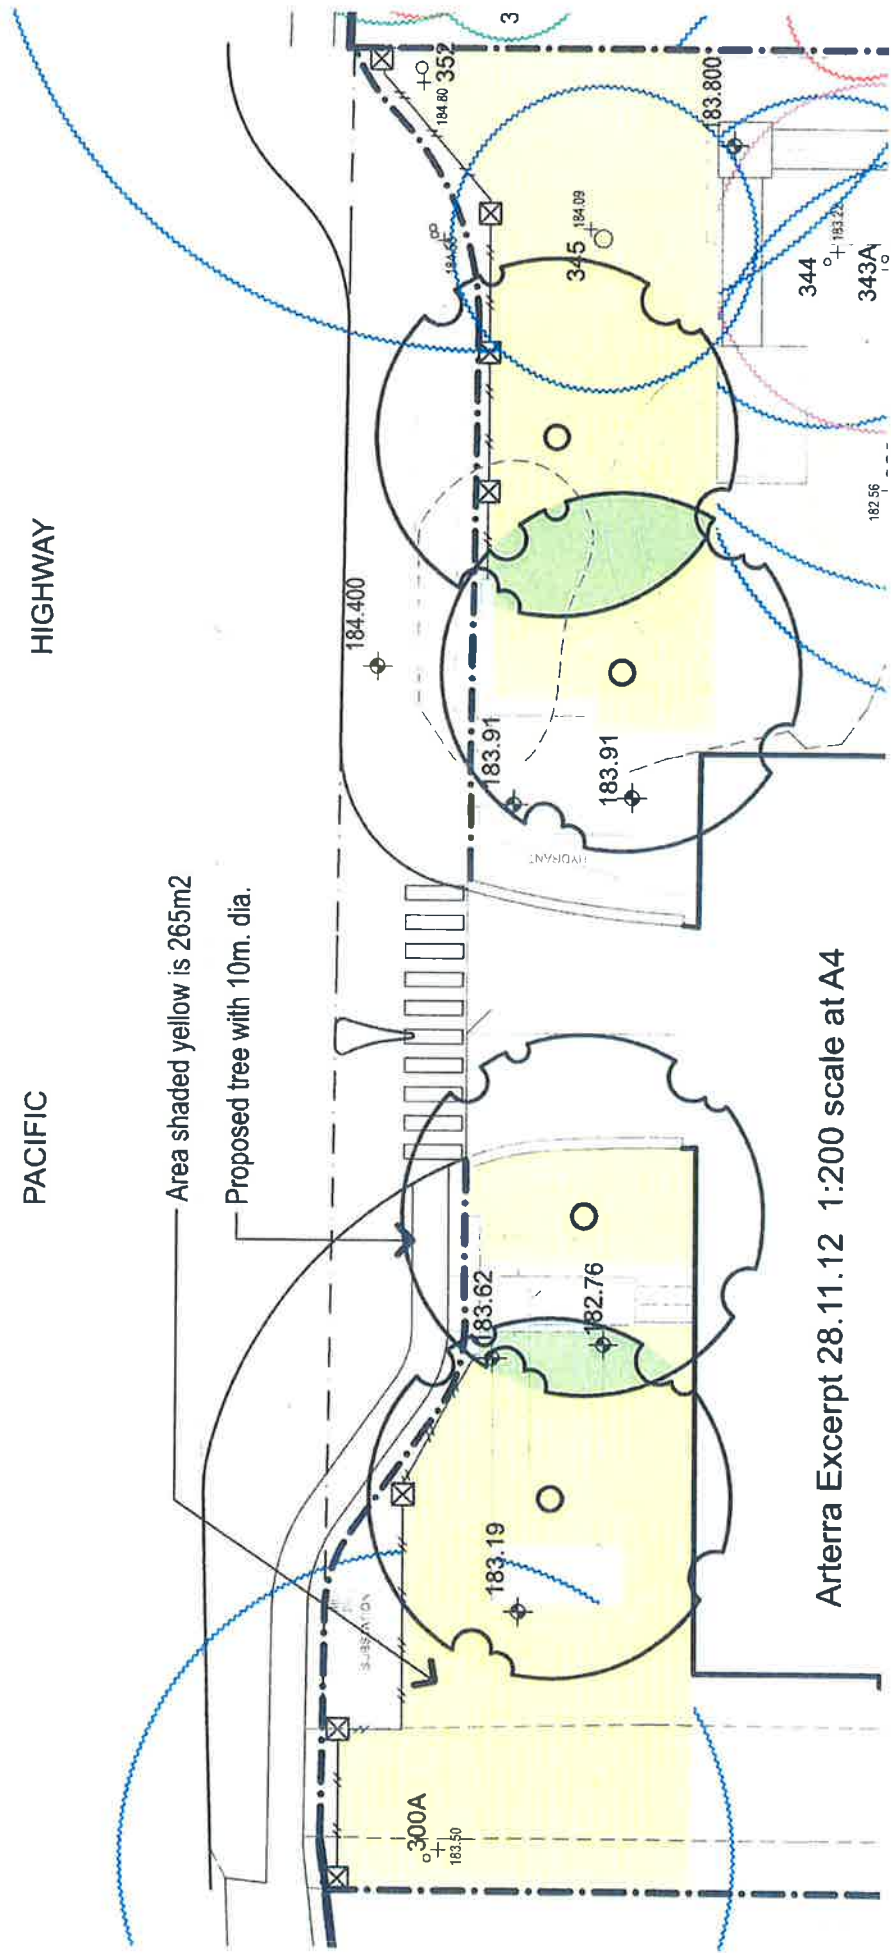 PACIFIC
HIGHWAY
Area shaded yellow is 265m2
Proposed tree with 10m. dia.
300A
183.50
SUBSTATION
183.19
183.62
182.76
HYDRANT
183.91
183.91
184.400
345
184.09
184.80
352
3
183.800
344
183.22
343A
182.56
Arterra Excerpt 28.11.12 1:200 scale at A4